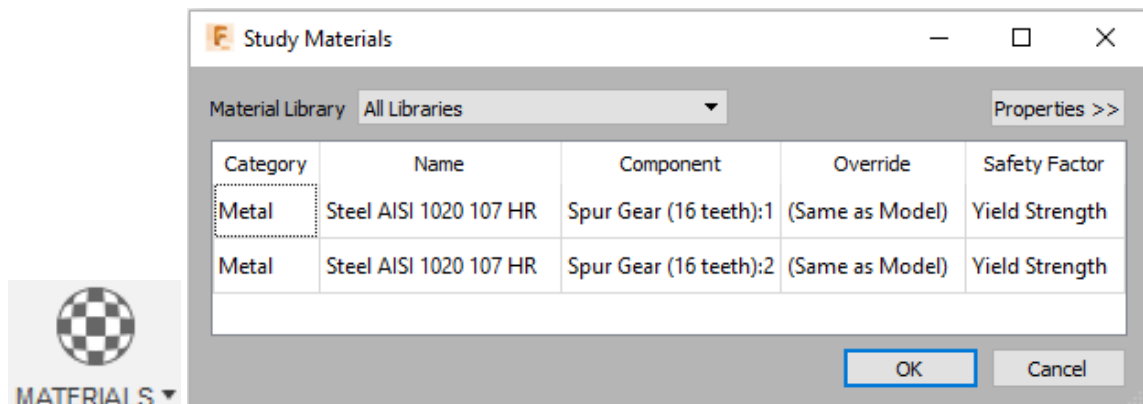 Study Materials
Material Library All Libraries Properties >>
Category Name Component Override Safety Factor
Metal Steel AISI 1020 107 HR Spur Gear (16 teeth):1 (Same as Model) Yield Strength
Metal Steel AISI 1020 107 HR Spur Gear (16 teeth):2 (Same as Model) Yield Strength
OK Cancel
MATERIALS